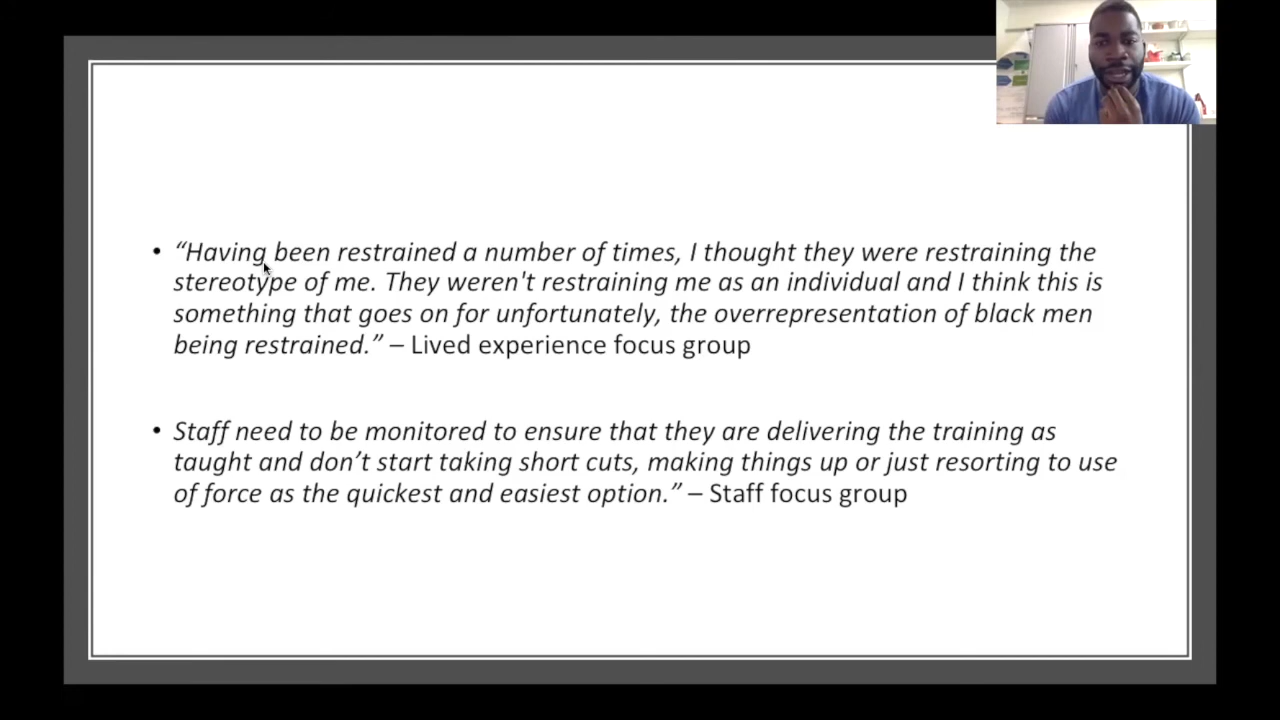 • “Having been restrained a number of times, I thought they were restraining the
stereotype of me. They weren't restraining me as an individual and I think this is
something that goes on for unfortunately, the overrepresentation of black men
being restrained.” – Lived experience focus group
• Staff need to be monitored to ensure that they are delivering the training as
taught and don’t start taking short cuts, making things up or just resorting to use
of force as the quickest and easiest option.” – Staff focus group